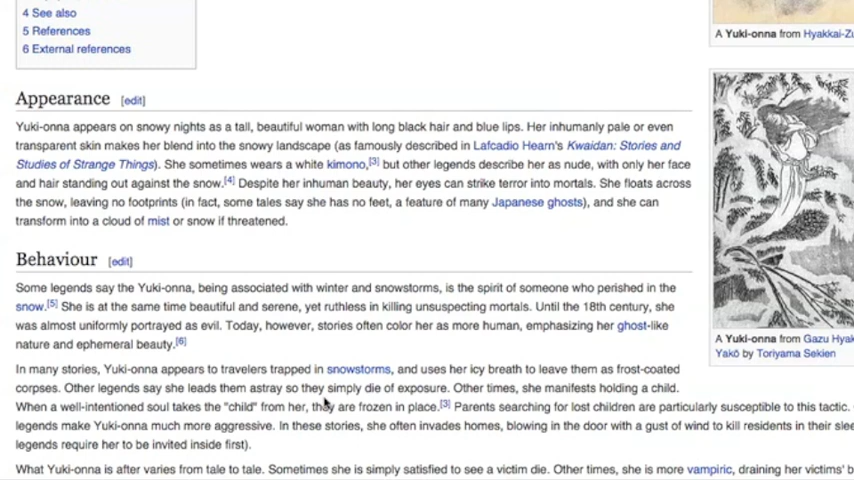 4 See also
5 References
6 External references
A Yuki-onna from Hyakkai-Zu
Appearance [edit]
Yuki-onna appears on snowy nights as a tall, beautiful woman with long black hair and blue lips. Her inhumanly pale or even
transparent skin makes her blend into the snowy landscape (as famously described in Lafcadio Hearn's Kwaidan: Stories and
Studies of Strange Things). She sometimes wears a white kimono,[3] but other legends describe her as nude, with only her face
and hair standing out against the snow.[4] Despite her inhuman beauty, her eyes can strike terror into mortals. She floats across
the snow, leaving no footprints (in fact, some tales say she has no feet, a feature of many Japanese ghosts), and she can
transform into a cloud of mist or snow if threatened.
Behaviour [edit]
Some legends say the Yuki-onna, being associated with winter and snowstorms, is the spirit of someone who perished in the
snow.[5] She is at the same time beautiful and serene, yet ruthless in killing unsuspecting mortals. Until the 18th century, she
was almost uniformly portrayed as evil. Today, however, stories often color her as more human, emphasizing her ghost-like
nature and ephemeral beauty.[6]
A Yuki-onna from Gazu Hyak
Yakō by Toriyama Sekien
In many stories, Yuki-onna appears to travelers trapped in snowstorms, and uses her icy breath to leave them as frost-coated
corpses. Other legends say she leads them astray so they simply die of exposure. Other times, she manifests holding a child.
When a well-intentioned soul takes the "child" from her, they are frozen in place.[3] Parents searching for lost children are particularly susceptible to this tactic.
legends make Yuki-onna much more aggressive. In these stories, she often invades homes, blowing in the door with a gust of wind to kill residents in their slee
legends require her to be invited inside first).
What Yuki-onna is after varies from tale to tale. Sometimes she is simply satisfied to see a victim die. Other times, she is more vampiric, draining her victims' b